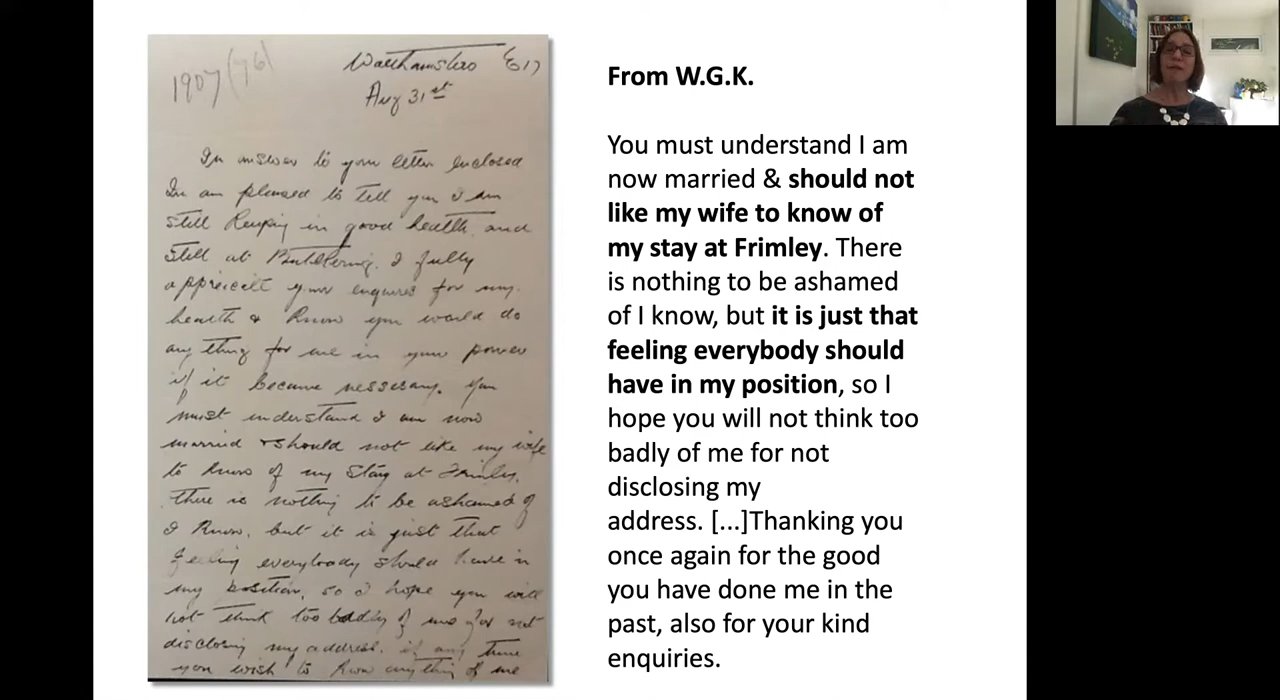 1907 (76)
Walthamstow E17
Aug 31st
In answer to your letter enclosed
In am pleased to tell you I am
still keeping in good health, and
still at I fully
appreicate your enquires for my
health & know you would do
any thing for me in your power
if it became nessesary. You
must understand I am now
married & should not like my wife
to know of my stay at Frimley.
There is nothing to be ashamed of
I know, but it is just that
feeling everybody should have in
my position, so I hope you will
not think too badly of me for not
disclosing my address. if any time
you wish to know anything of me
From W.G.K.
You must understand I am
now married & should not
like my wife to know of
my stay at Frimley. There
is nothing to be ashamed
of I know, but it is just that
feeling everybody should
have in my position, so I
hope you will not think too
badly of me for not
disclosing my
address. [...]Thanking you
once again for the good
you have done me in the
past, also for your kind
enquiries.